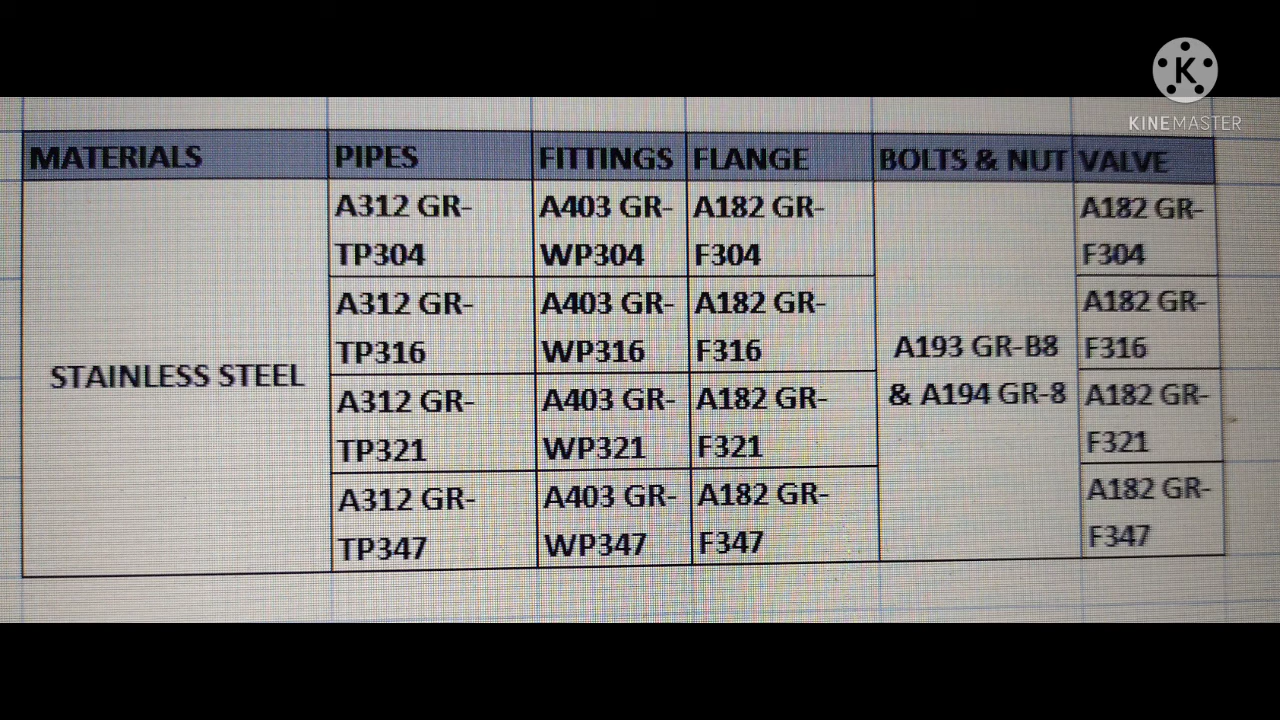 K
KINEMASTER
MATERIALS PIPES FITTINGS FLANGE BOLTS & NUT VALVE
A312 GR- A403 GR- A182 GR- A182 GR-
TP304 WP304 F304 F304
A312 GR- A403 GR- A182 GR- A182 GR-
TP316 WP316 F316 A193 GR-B8 F316
STAINLESS STEEL
A312 GR- A403 GR- A182 GR- & A194 GR-8 A182 GR-
TP321 WP321 F321 F321
A312 GR- A403 GR- A182 GR- A182 GR-
TP347 WP347 F347 F347